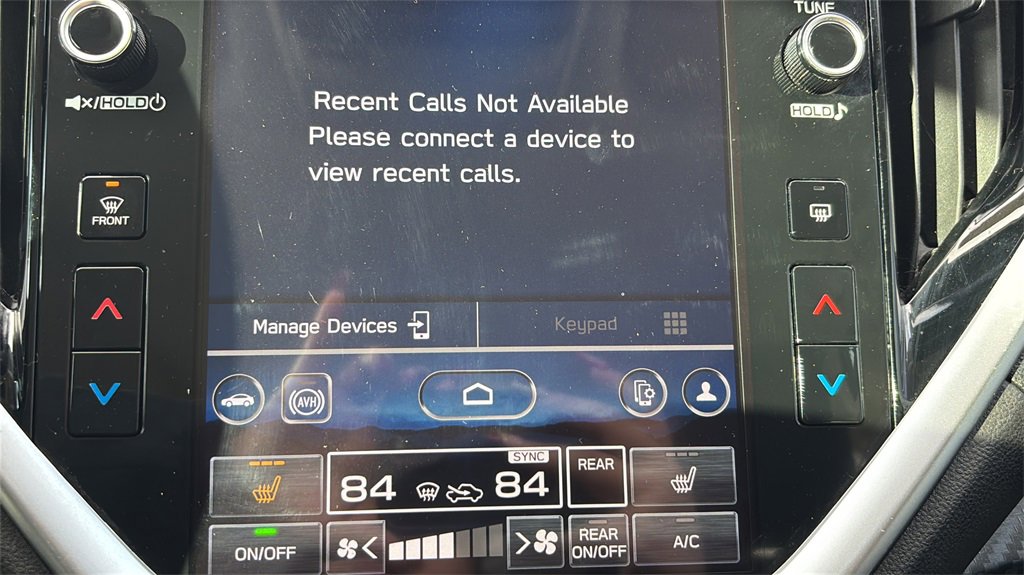 TUNE
/HOLD
HOLD
Recent Calls Not Available
Please connect a device to
view recent calls.
FRONT
Manage Devices
Keypad
AVH
SYNC
84
84
REAR
ON/OFF
REAR
ON/OFF
A/C